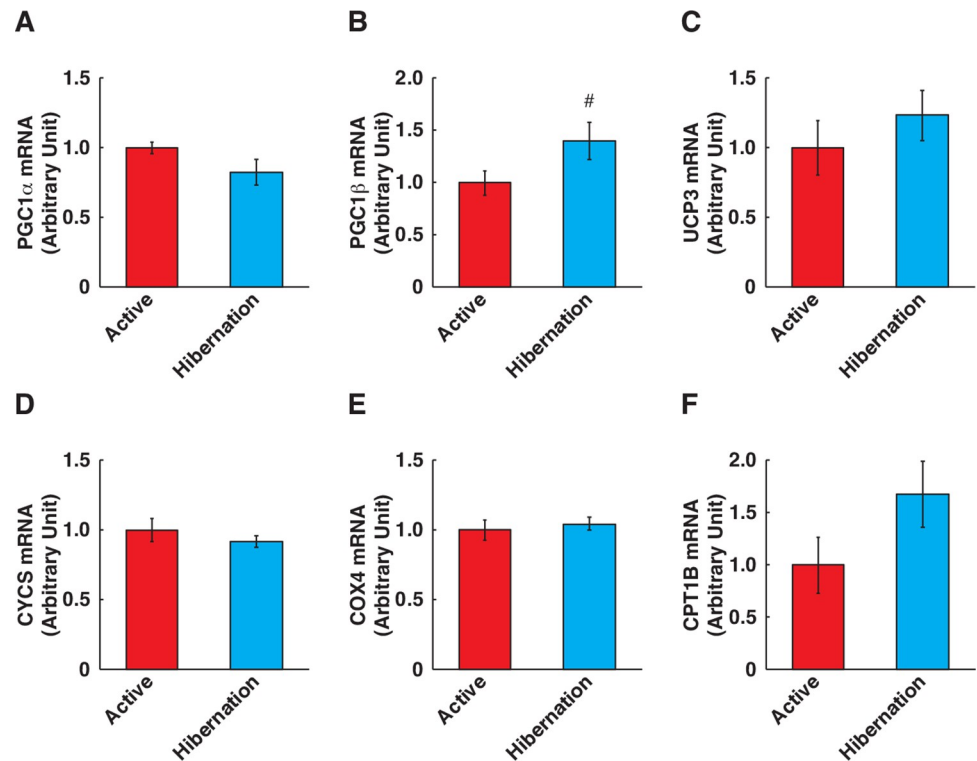 A
PGC1α mRNA
(Arbitrary Unit)
1.5
1.0
0.5
0
Active
Hibernation
B
PGC1β mRNA
(Arbitrary Unit)
2.0
1.5
1.0
0.5
0
#
Active
Hibernation
C
UCP3 mRNA
(Arbitrary Unit)
1.5
1.0
0.5
0
Active
Hibernation
D
CYCS mRNA
(Arbitrary Unit)
1.5
1.0
0.5
0
Active
Hibernation
E
COX4 mRNA
(Arbitrary Unit)
1.5
1.0
0.5
0
Active
Hibernation
F
CPT1B mRNA
(Arbitrary Unit)
2.0
1.5
1.0
0.5
0
Active
Hibernation